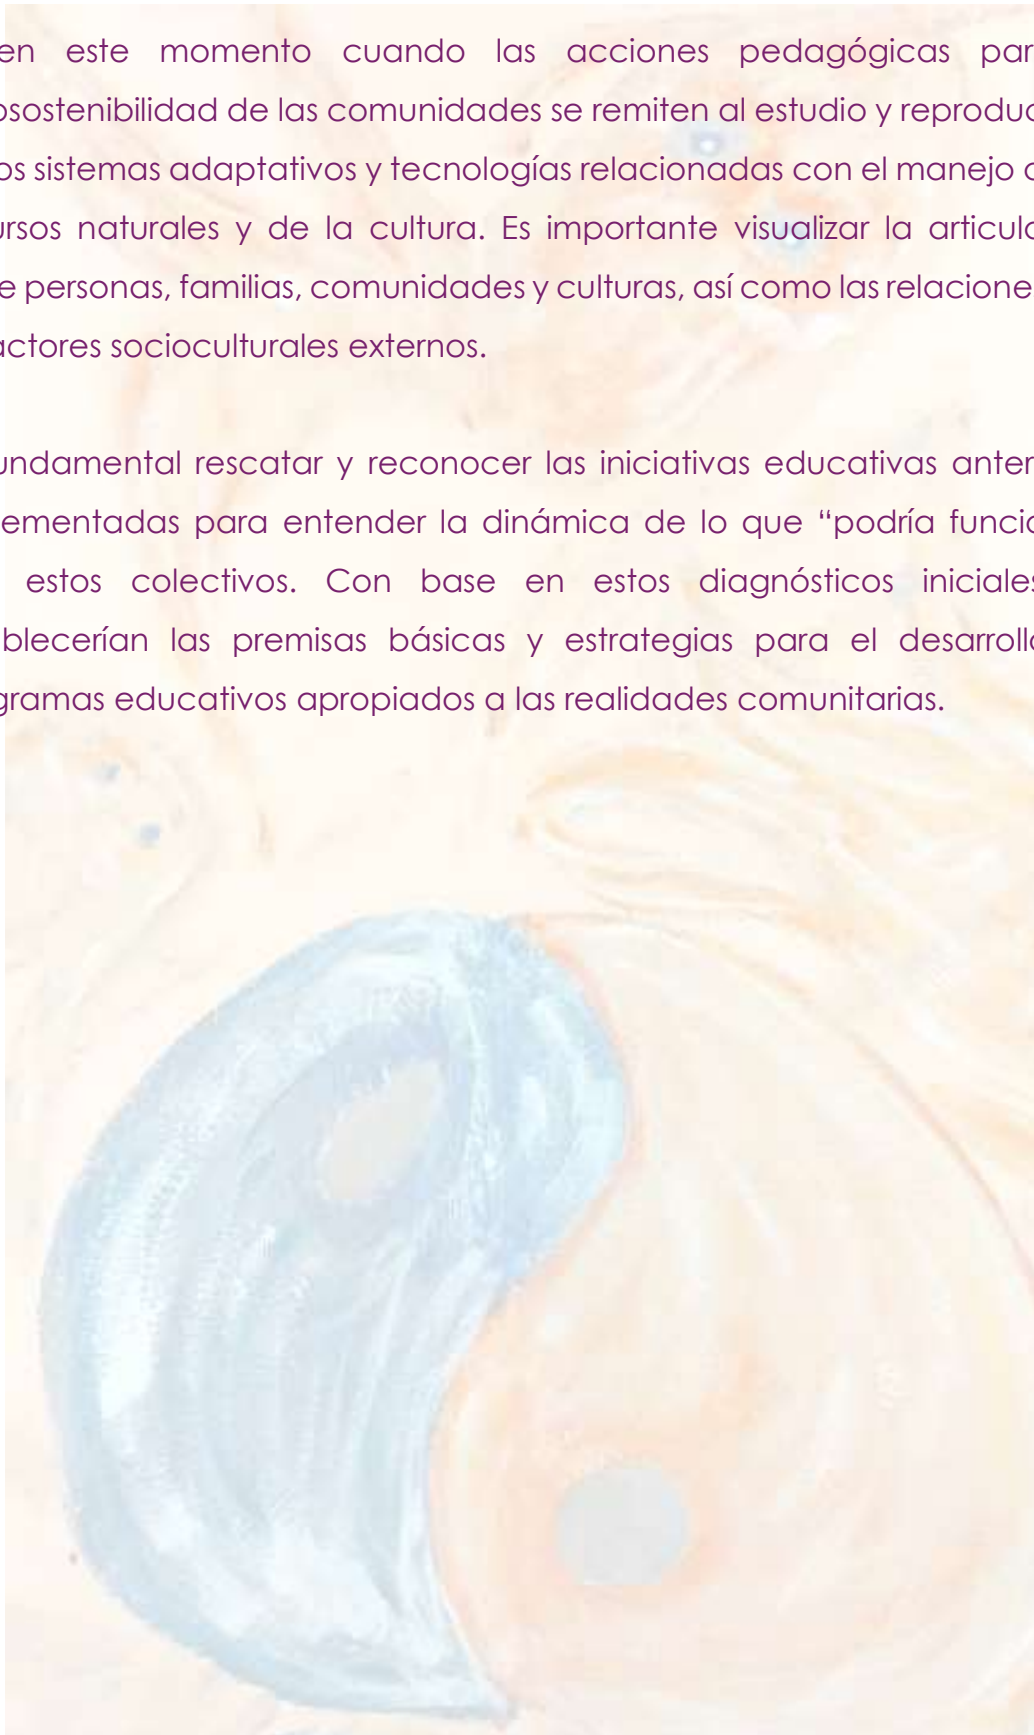 en este momento cuando las acciones pedagógicas par
osostenibilidad de las comunidades se remiten al estudio y reproduc
os sistemas adaptativos y tecnologías relacionadas con el manejo
ursos naturales y de la cultura. Es importante visualizar la articula
e personas, familias, comunidades y culturas, así como las relacione
actores socioculturales externos.
undamental rescatar y reconocer las iniciativas educativas anter
lementadas para entender la dinámica de lo que “podría funcio
estos colectivos. Con base en estos diagnósticos iniciales
blecerían las premisas básicas y estrategias para el desarrollo
gramas educativos apropiados a las realidades comunitarias.